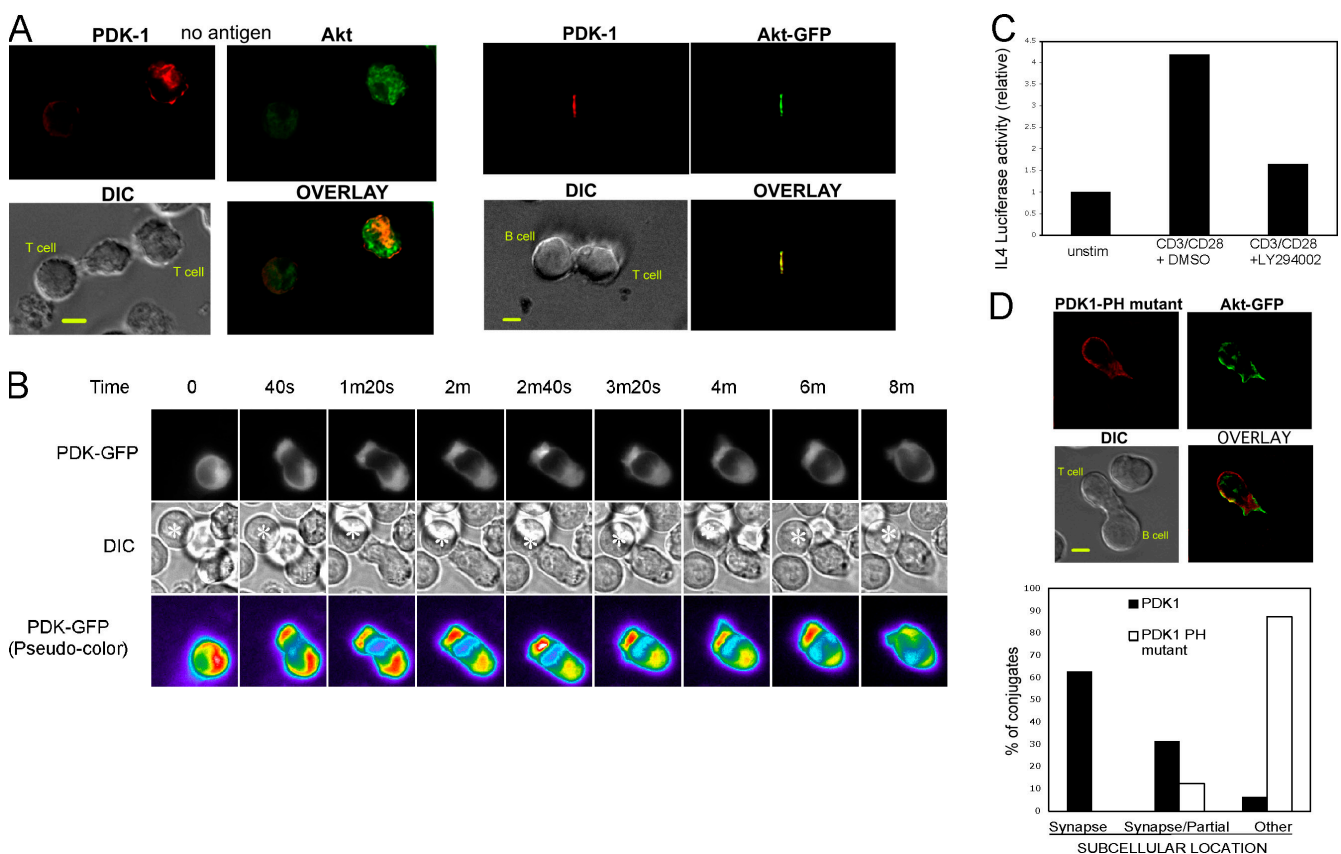 A
PDK-1 no antigen Akt
DIC OVERLAY
T cell
T cell
PDK-1 Akt-GFP
DIC OVERLAY
B cell
T cell
B
Time 0 40s 1m20s 2m 2m40s 3m20s 4m 6m 8m
PDK-GFP
DIC
* * * * * * * * *
PDK-GFP
(Pseudo-color)
C
IL4 Luciferase activity (relative)
4.5
4
3.5
3
2.5
2
1.5
1
0.5
0
unstim
CD3/CD28
+ DMSO
CD3/CD28
+LY294002
D
PDK1-PH mutant Akt-GFP
DIC OVERLAY
T cell
B cell
% of conjugates
100
90
80
70
60
50
40
30
20
10
0
PDK1
PDK1 PH
mutant
Synapse Synapse/Partial Other
SUBCELLULAR LOCATION